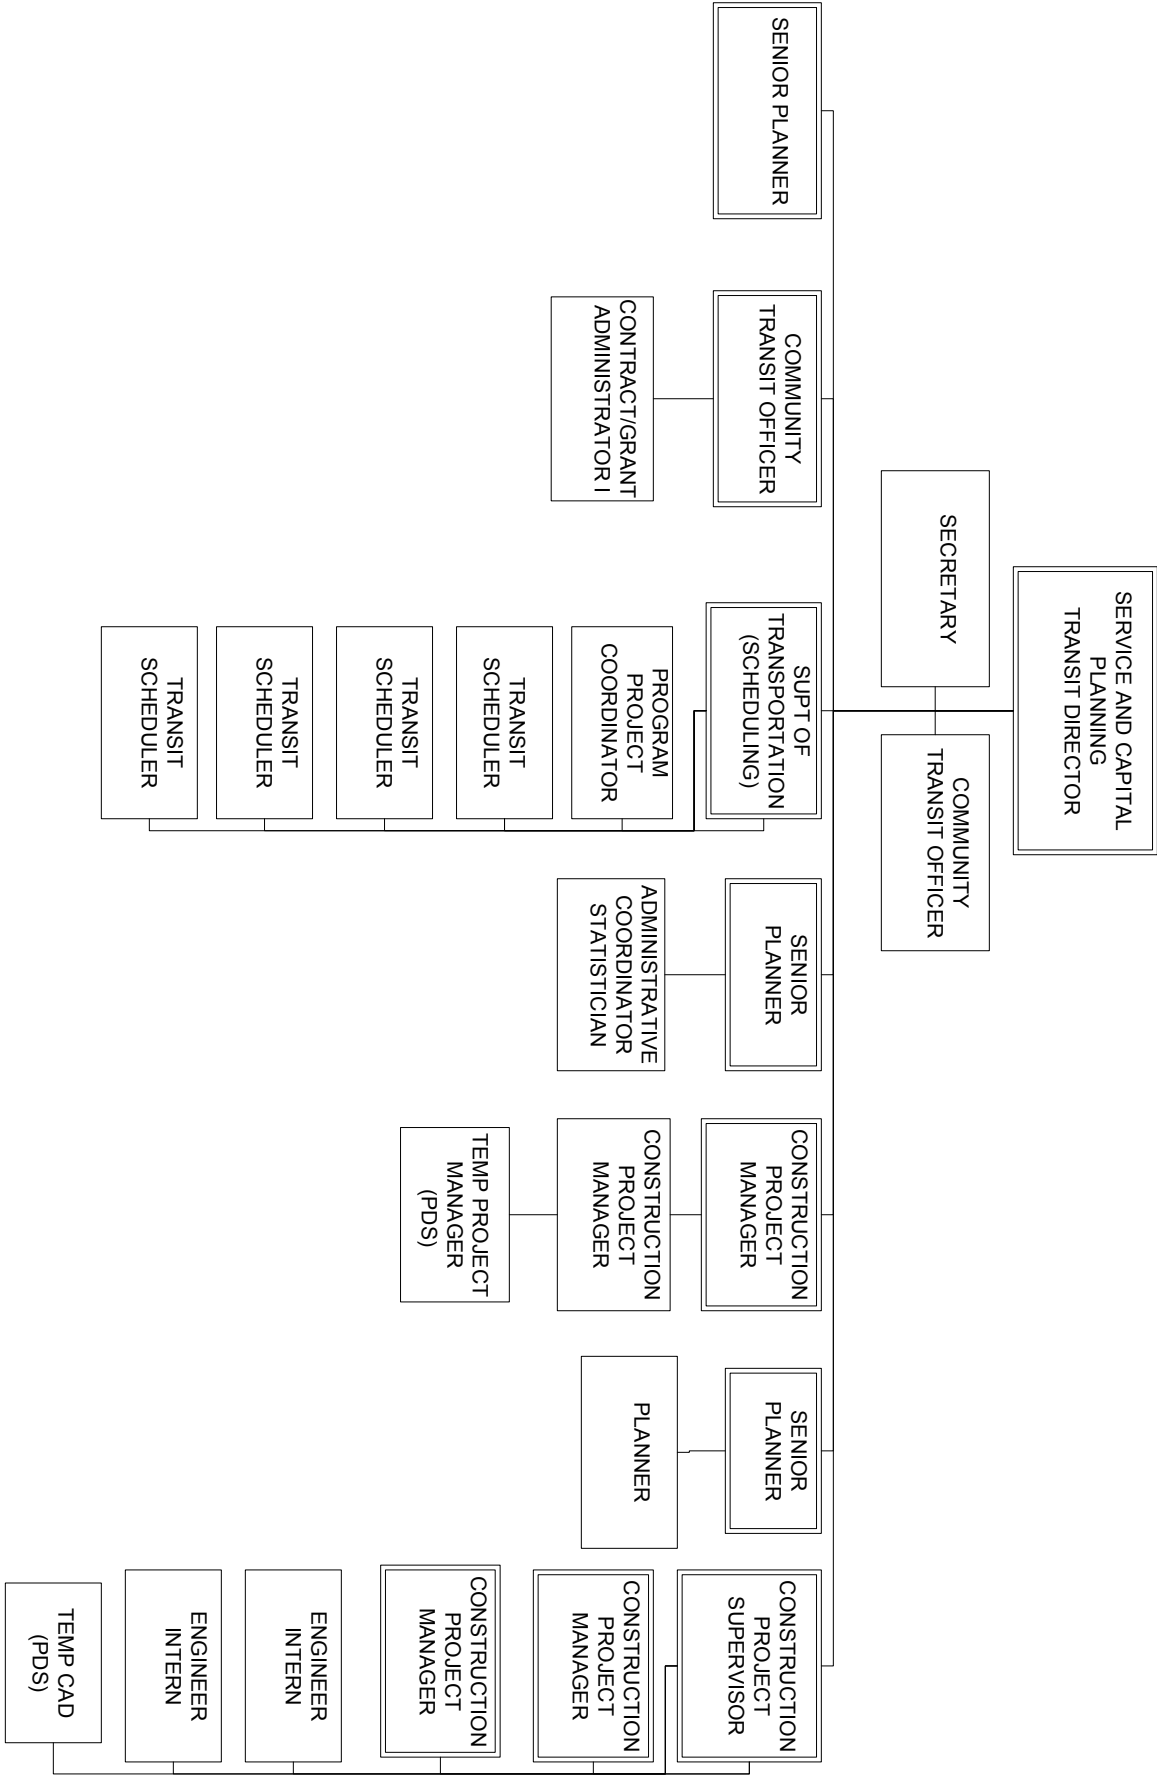 SERVICE AND CAPITAL
PLANNING
TRANSIT DIRECTOR
SECRETARY
COMMUNITY
TRANSIT OFFICER
SENIOR PLANNER
COMMUNITY
TRANSIT OFFICER
CONTRACT/GRANT
ADMINISTRATOR I
SUPT OF
TRANSPORTATION
(SCHEDULING)
PROGRAM
PROJECT
COORDINATOR
TRANSIT
SCHEDULER
TRANSIT
SCHEDULER
TRANSIT
SCHEDULER
TRANSIT
SCHEDULER
SENIOR
PLANNER
ADMINISTRATIVE
COORDINATOR
STATISTICIAN
CONSTRUCTION
PROJECT
MANAGER
CONSTRUCTION
PROJECT
MANAGER
TEMP PROJECT
MANAGER
(PDS)
SENIOR
PLANNER
PLANNER
CONSTRUCTION
PROJECT
SUPERVISOR
CONSTRUCTION
PROJECT
MANAGER
CONSTRUCTION
PROJECT
MANAGER
ENGINEER
INTERN
ENGINEER
INTERN
TEMP CAD
(PDS)